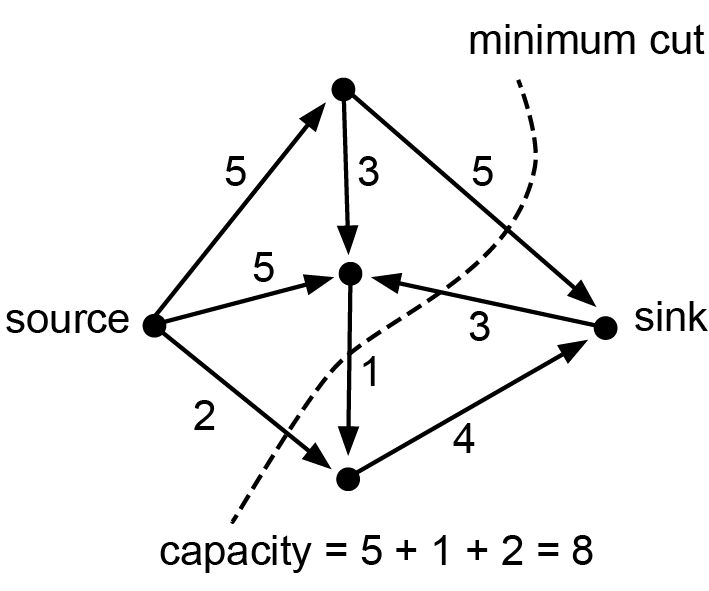 minimum cut
5
3
5
5
source
sink
3
1
2
4
capacity = 5 + 1 + 2 = 8